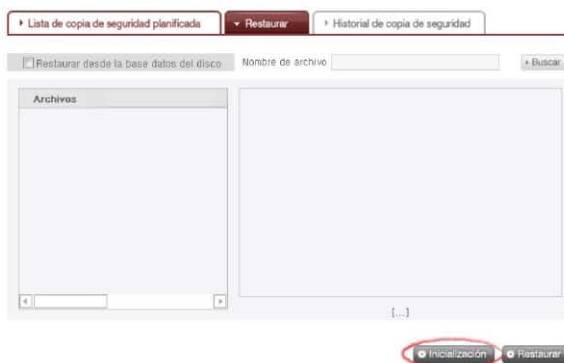 Lista de copia de seguridad planificada
Restaurar
Historial de copia de seguridad
Restaurar desde la base datos del disco
Nombre de archivo
Buscar
Archivos
[...]
Inicialización
Restaurar